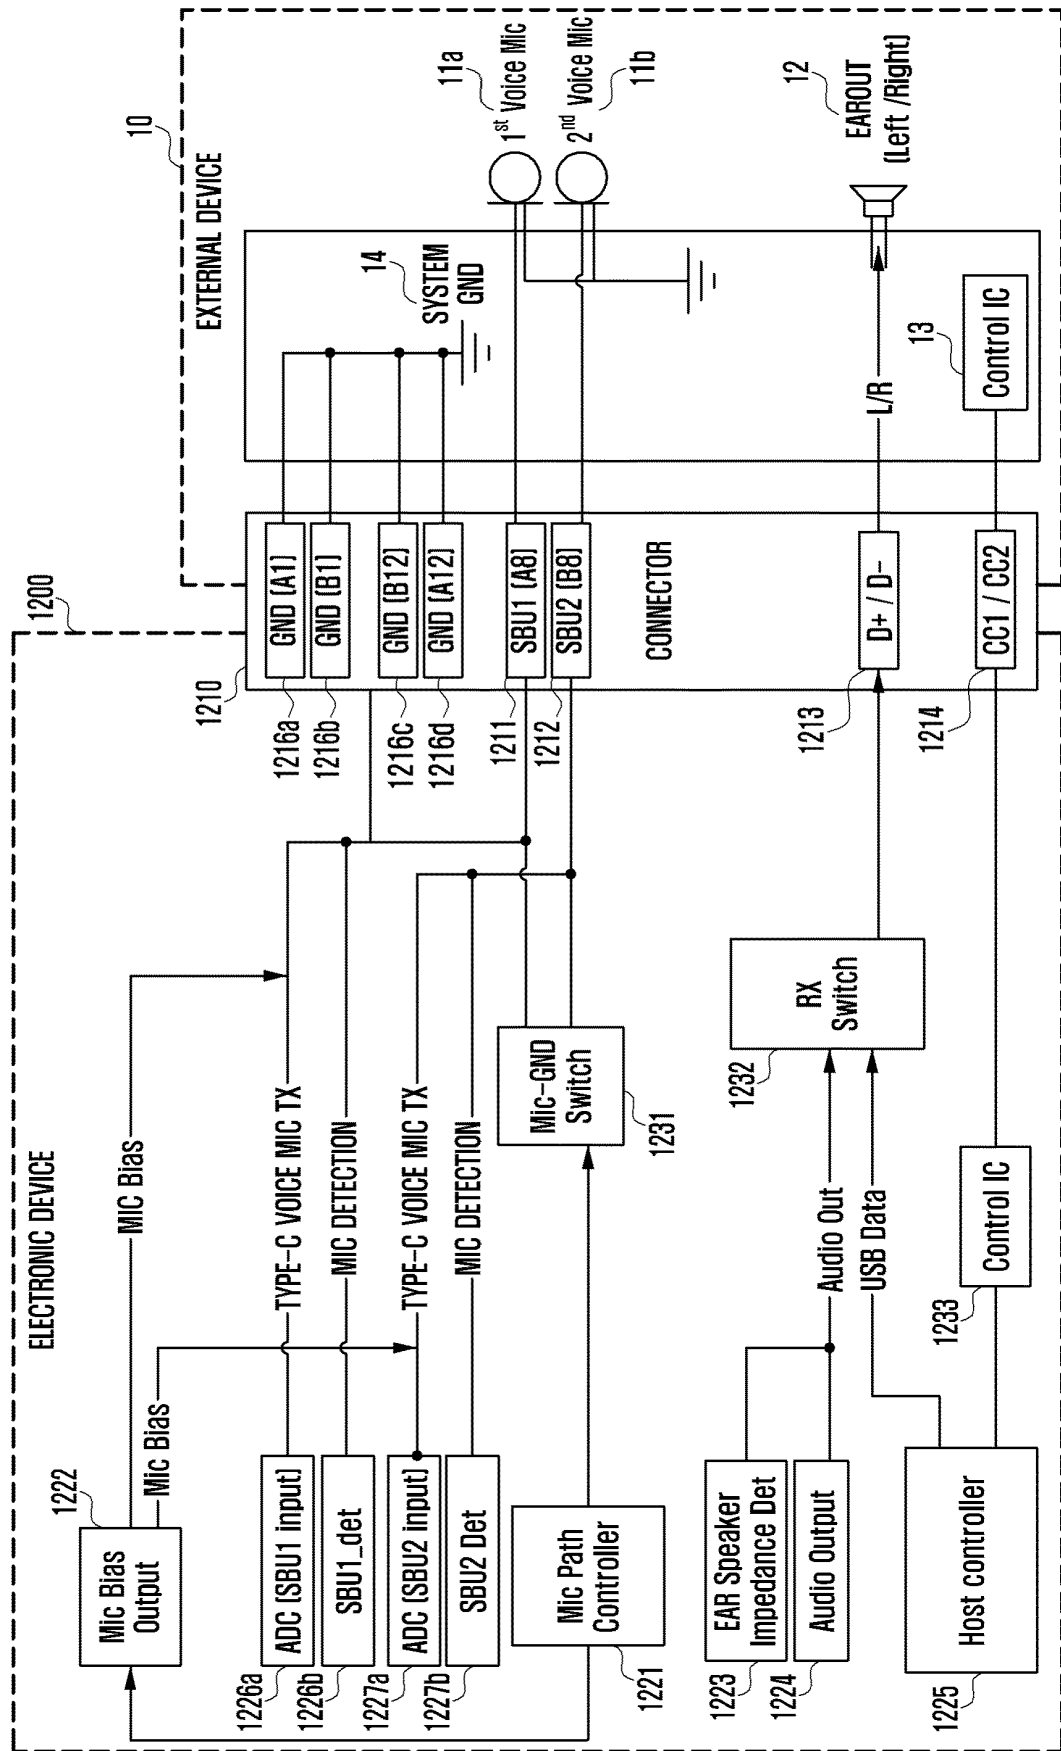 ELECTRONIC DEVICE
1200
EXTERNAL DEVICE
10
1222
Mic Bias
Output
MIC Bias
Mic Bias
1226a
ADC (SBU1 input)
TYPE-C VOICE MIC TX
1226b
SBU1_det
MIC DETECTION
1227a
ADC (SBU2 input)
TYPE-C VOICE MIC TX
1227b
SBU2 Det
MIC DETECTION
1221
Mic Path
Controller
1231
Mic-GND
Switch
1223
EAR Speaker
Impedance Det
1224
Audio Output
Audio Out
USB Data
1225
Host controller
1232
RX
Switch
1233
Control IC
1210
CONNECTOR
1216a
GND (A1)
1216b
GND (B1)
1216c
GND (B12)
1216d
GND (A12)
1211
SBU1 (A8)
1212
SBU2 (B8)
1213
D+ / D-
1214
CC1 / CC2
14
SYSTEM
GND
11a
1st Voice Mic
2nd Voice Mic
11b
L/R
12
EAROUT
(Left /Right)
13
Control IC